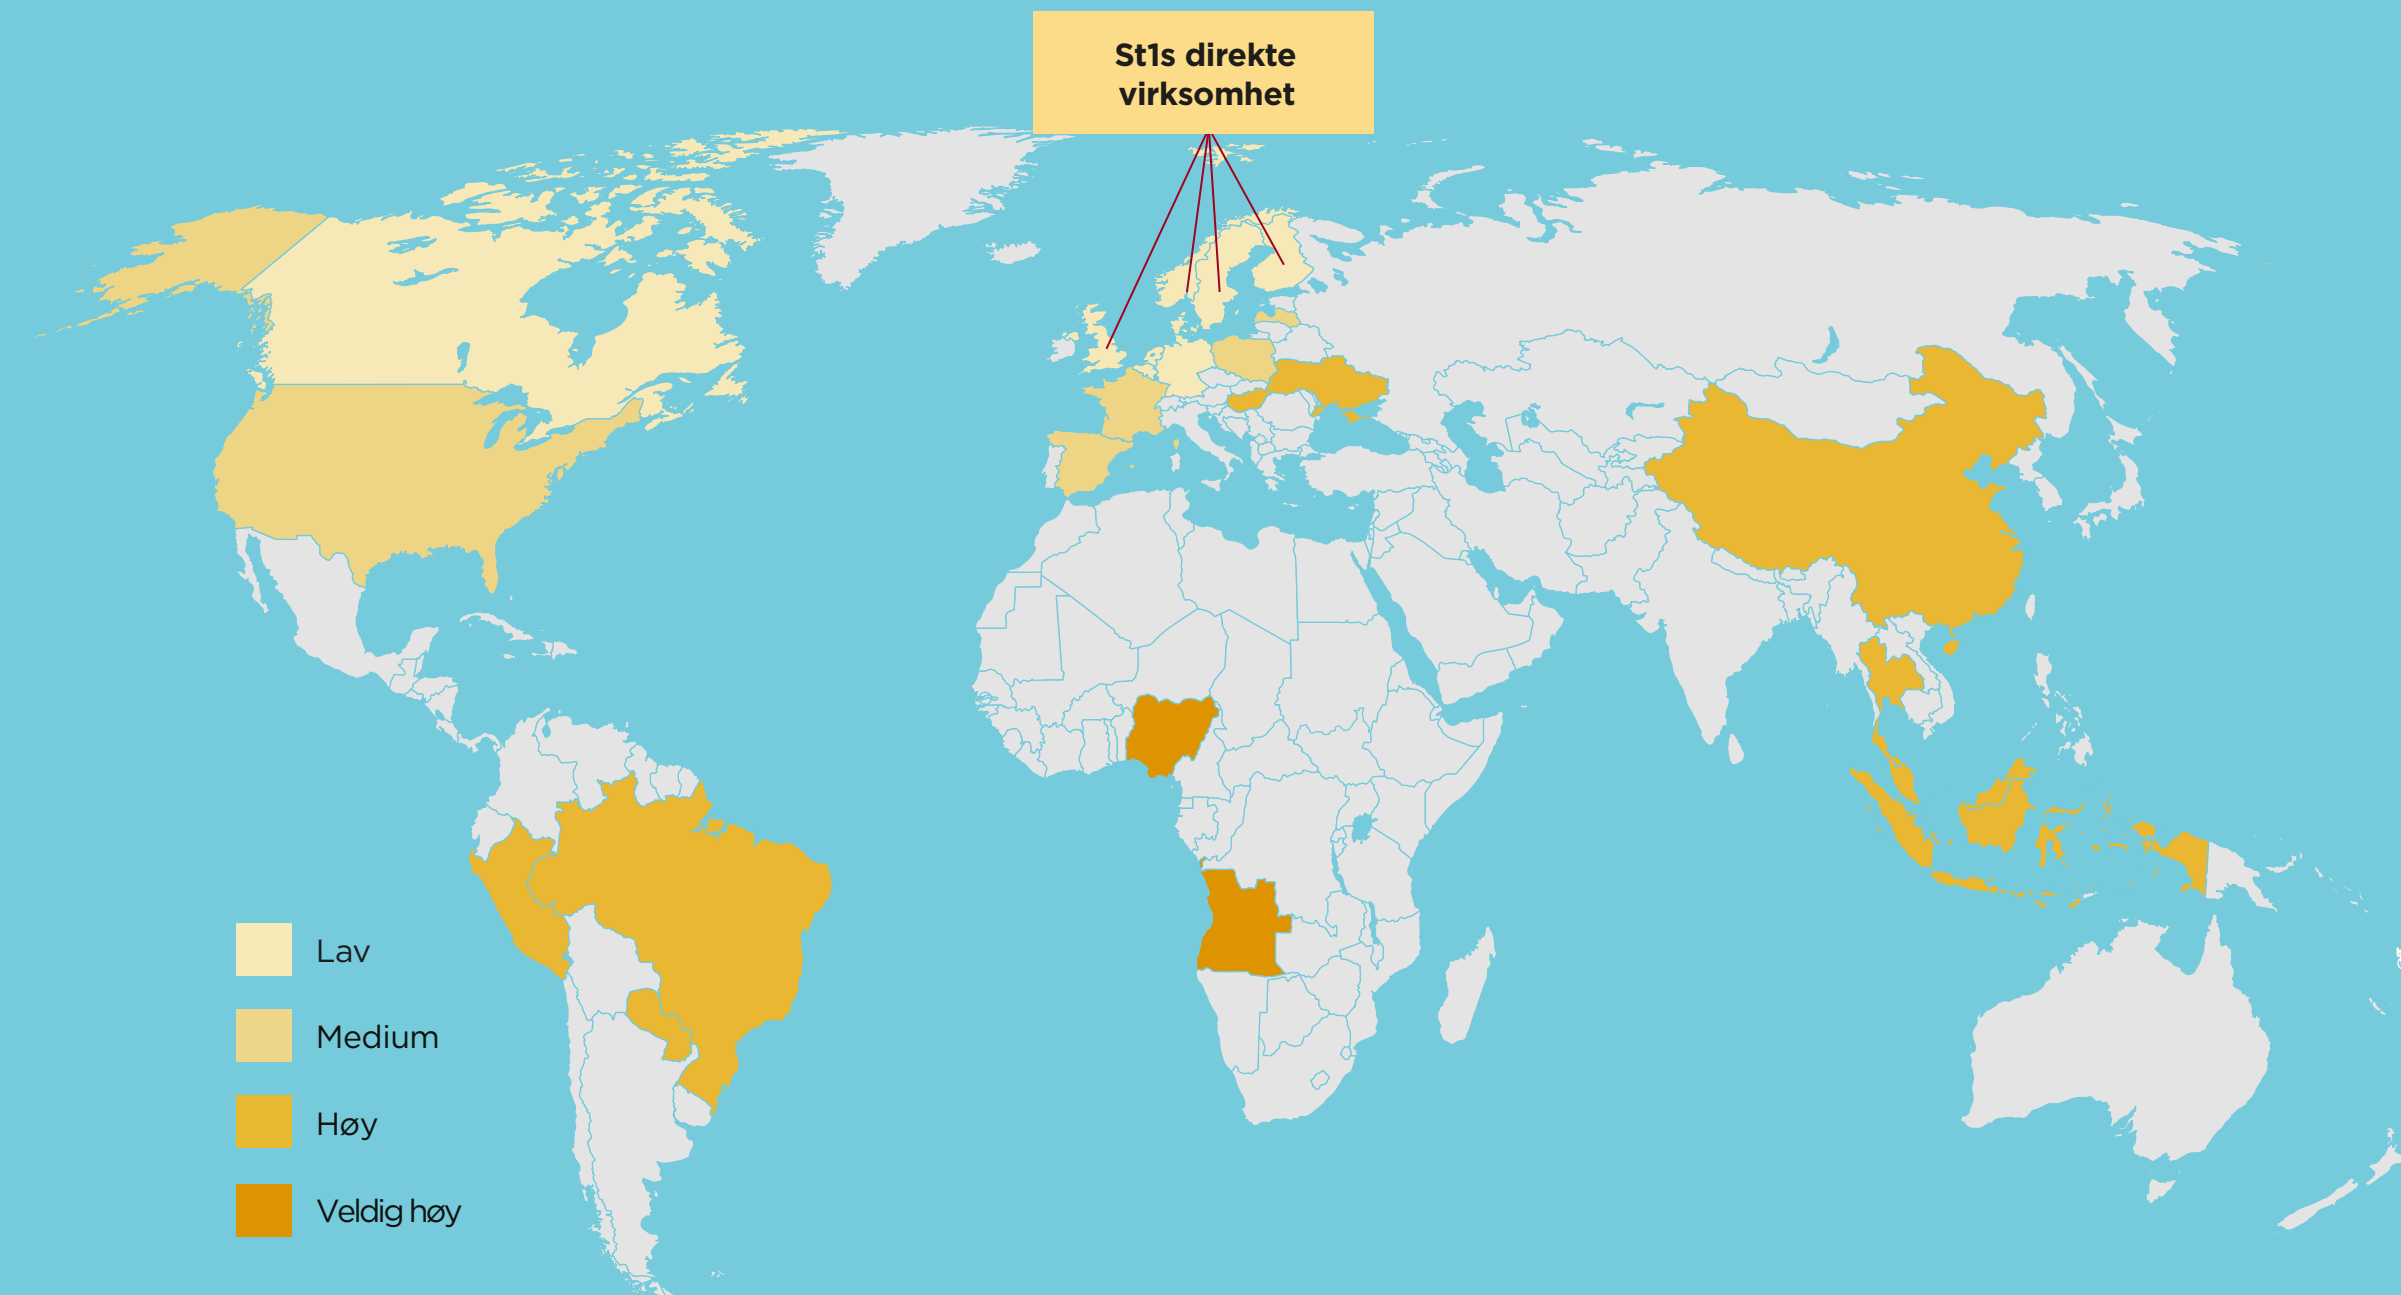 St1s direkte
virksomhet
Lav
Medium
Høy
Veldig høy